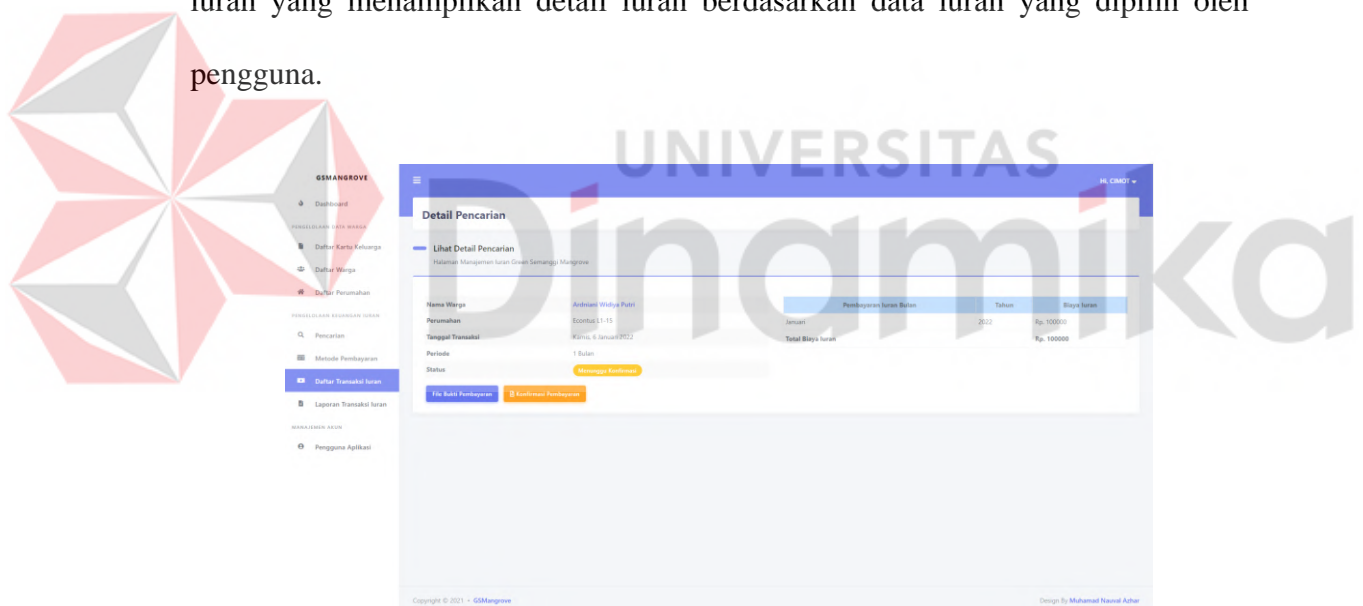 iuran yang menampilkan detail iuran berdasarkan data iuran yang dipilih oleh
pengguna.
UNIVERSITAS
Dinamika
GSMANGROVE
HI, CIMOT
Dashboard
PENGELOLAAN DATA WARGA
Daftar Kartu Keluarga
Daftar Warga
Daftar Perumahan
PENGELOLAAN KEUANGAN IURAN
Pencarian
Metode Pembayaran
Daftar Transaksi Iuran
Laporan Transaksi Iuran
MANAJEMEN AKUN
Pengguna Aplikasi
Detail Pencarian
Lihat Detail Pencarian
Halaman Manajemen Iuran Green Semanggi Mangrove
Nama Warga Ardniani Widya Putri
Perumahan Econtus L1-15
Tanggal Transaksi Kamis, 6 Januari 2022
Periode 1 Bulan
Status Menunggu Konfirmasi
File Bukti Pembayaran Konfirmasi Pembayaran
Pembayaran Iuran Bulan Tahun Biaya Iuran
Januari 2022 Rp. 100000
Total Biaya Iuran Rp. 100000
Copyright © 2021 • GSMangrove
Design By Muhamad Nauval Azhar